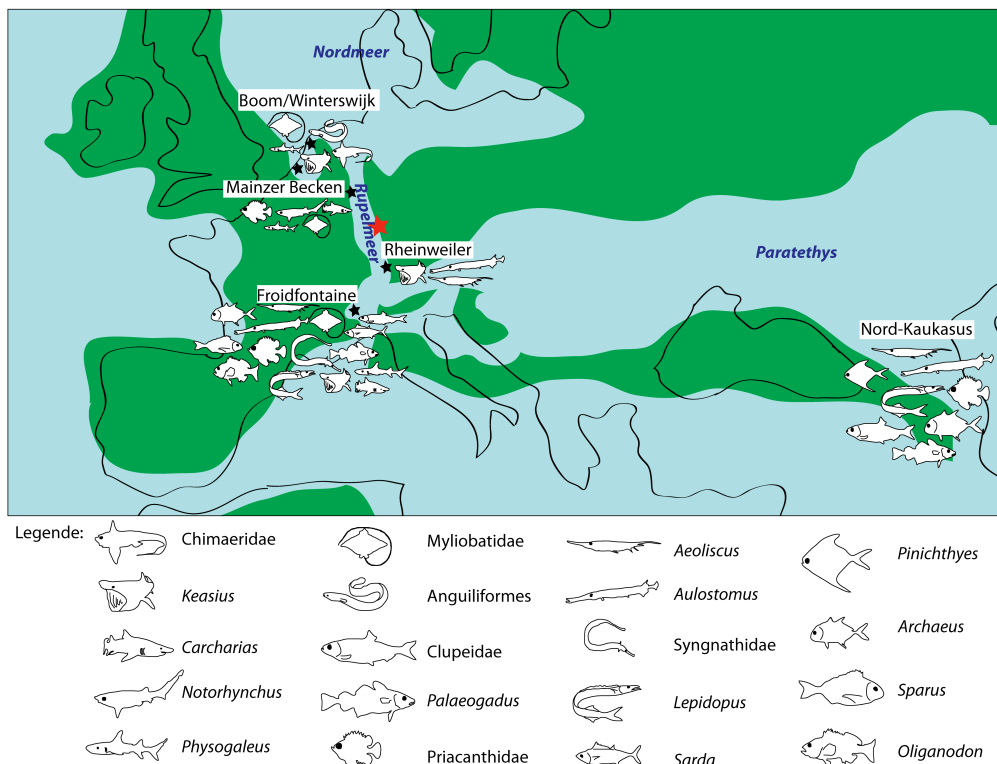 Nordmeer
Boom/Winterswijk
Mainzer Becken
Rupelmeer
Rheinweiler
Paratethys
Froidfontaine
Nord-Kaukasus
Legende:
Chimaeridae
Myliobatidae
Aeoliscus
Pinichthyes
Keasius
Anguiliformes
Aulostomus
Archaeus
Carcharias
Clupeidae
Syngnathidae
Notorhynchus
Palaeogadus
Lepidopus
Sparus
Physogaleus
Priacanthidae
Sarda
Oliganodon